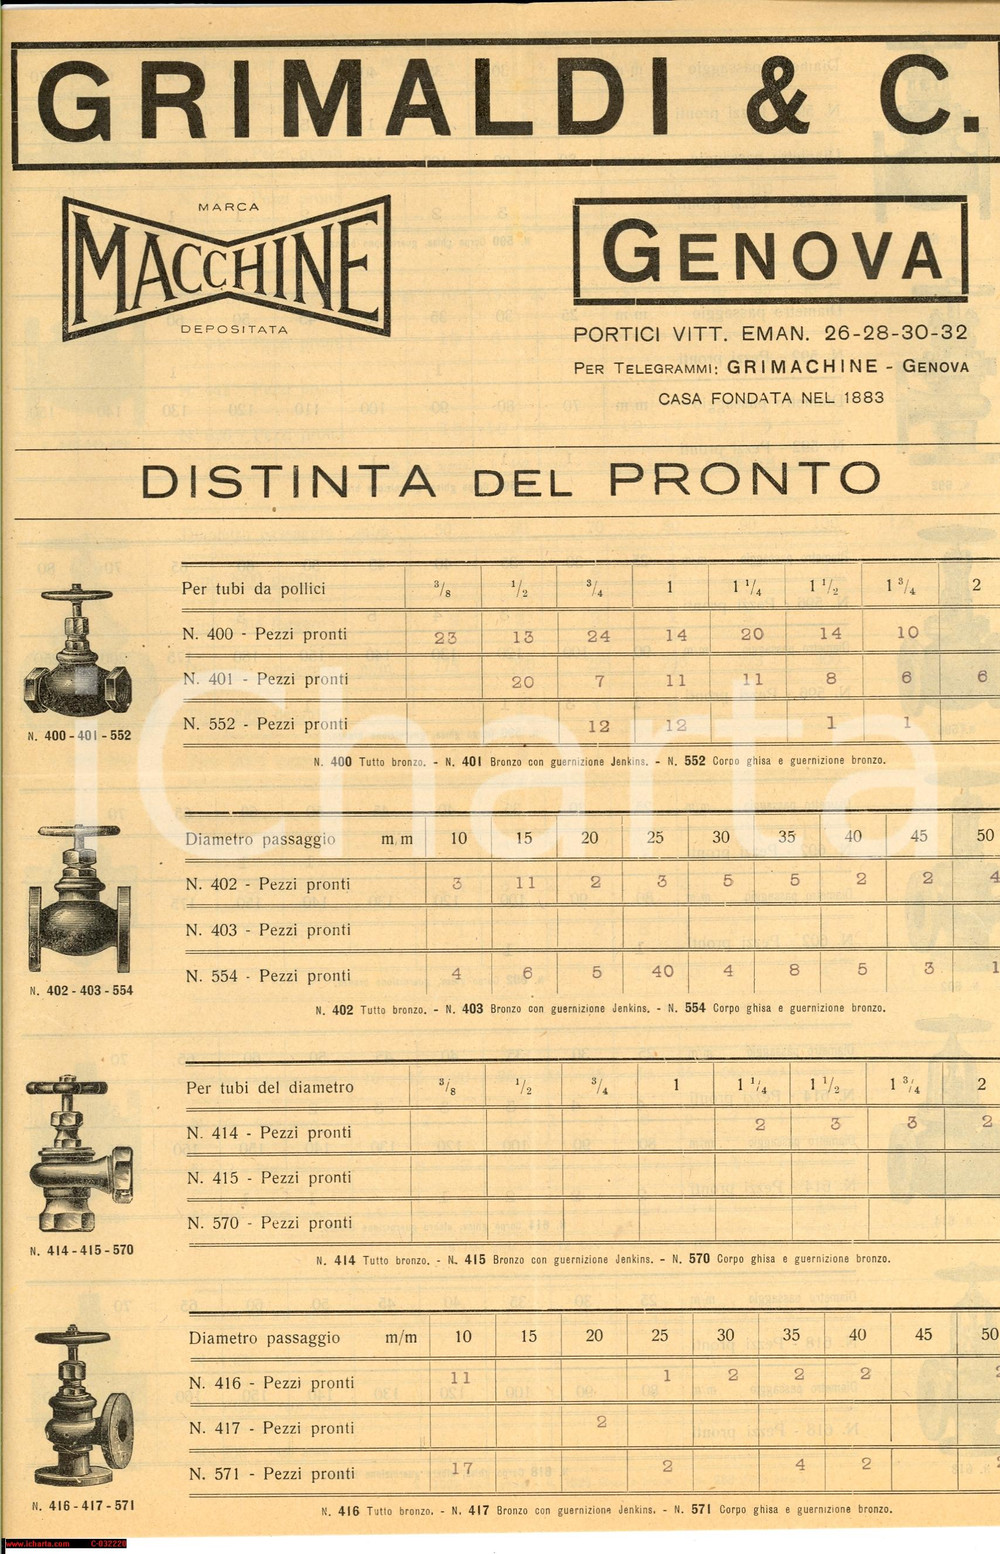 GRIMALDI & C.
MARCA
MACCHINE
DEPOSITATA
GENOVA
PORTICI VITT. EMAN. 26-28-30-32
PER TELEGRAMMI: GRIMACHINE - GENOVA
CASA FONDATA NEL 1883
DISTINTA DEL PRONTO
Per tubi da pollici 3/8 1/2 3/4 1 1 1/4 1 1/2 1 3/4 2
N. 400 - Pezzi pronti 23 13 24 14 20 14 10
N. 401 - Pezzi pronti 20 7 11 11 8 6 6
N. 552 - Pezzi pronti 12 12 1 1
N. 400 - 401 - 552
N. 400 Tutto bronzo. - N. 401 Bronzo con guernizione Jenkins. - N. 552 Corpo ghisa e guernizione bronzo.
Diametro passaggio m m 10 15 20 25 30 35 40 45 50
N. 402 - Pezzi pronti 3 11 2 3 5 5 2 2 4
N. 403 - Pezzi pronti
N. 554 - Pezzi pronti 4 6 5 40 4 8 5 3 1
N. 402 - 403 - 554
N. 402 Tutto bronzo. - N. 403 Bronzo con guernizione Jenkins. - N. 554 Corpo ghisa e guernizione bronzo.
Per tubi del diametro 3/8 1/2 3/4 1 1 1/4 1 1/2 1 3/4 2
N. 414 - Pezzi pronti 2 3 3 2
N. 415 - Pezzi pronti
N. 570 - Pezzi pronti
N. 414 - 415 - 570
N. 414 Tutto bronzo. - N. 415 Bronzo con guernizione Jenkins. - N. 570 Corpo ghisa e guernizione bronzo.
Diametro passaggio m/m 10 15 20 25 30 35 40 45 50
N. 416 - Pezzi pronti 11 1 2 2 2
N. 417 - Pezzi pronti 2
N. 571 - Pezzi pronti 17 2 4 2
N. 416 - 417 - 571
N. 416 Tutto bronzo. - N. 417 Bronzo con guernizione Jenkins. - N. 571 Corpo ghisa e guernizione bronzo.
iCharta
www.icharta.com C-032220